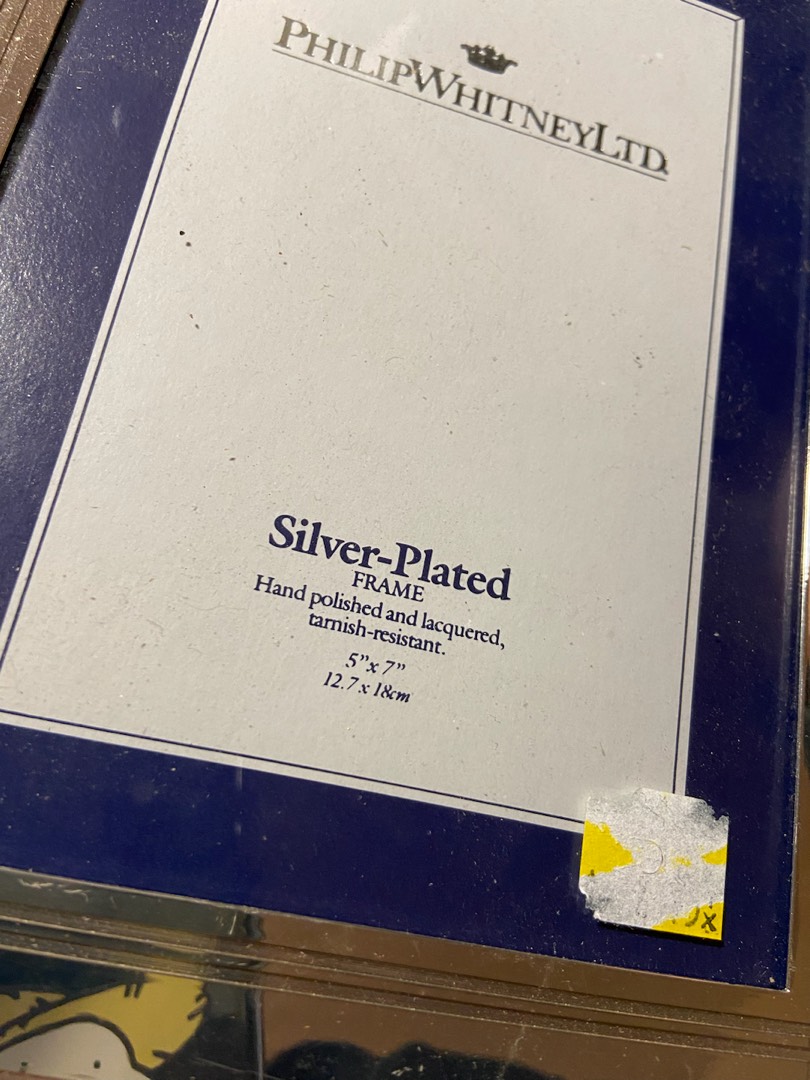 PHILIPWHITNEYLTD.
Silver-Plated
FRAME
Hand polished and lacquered,
tarnish-resistant.
5”x 7”
12.7 x 18cm